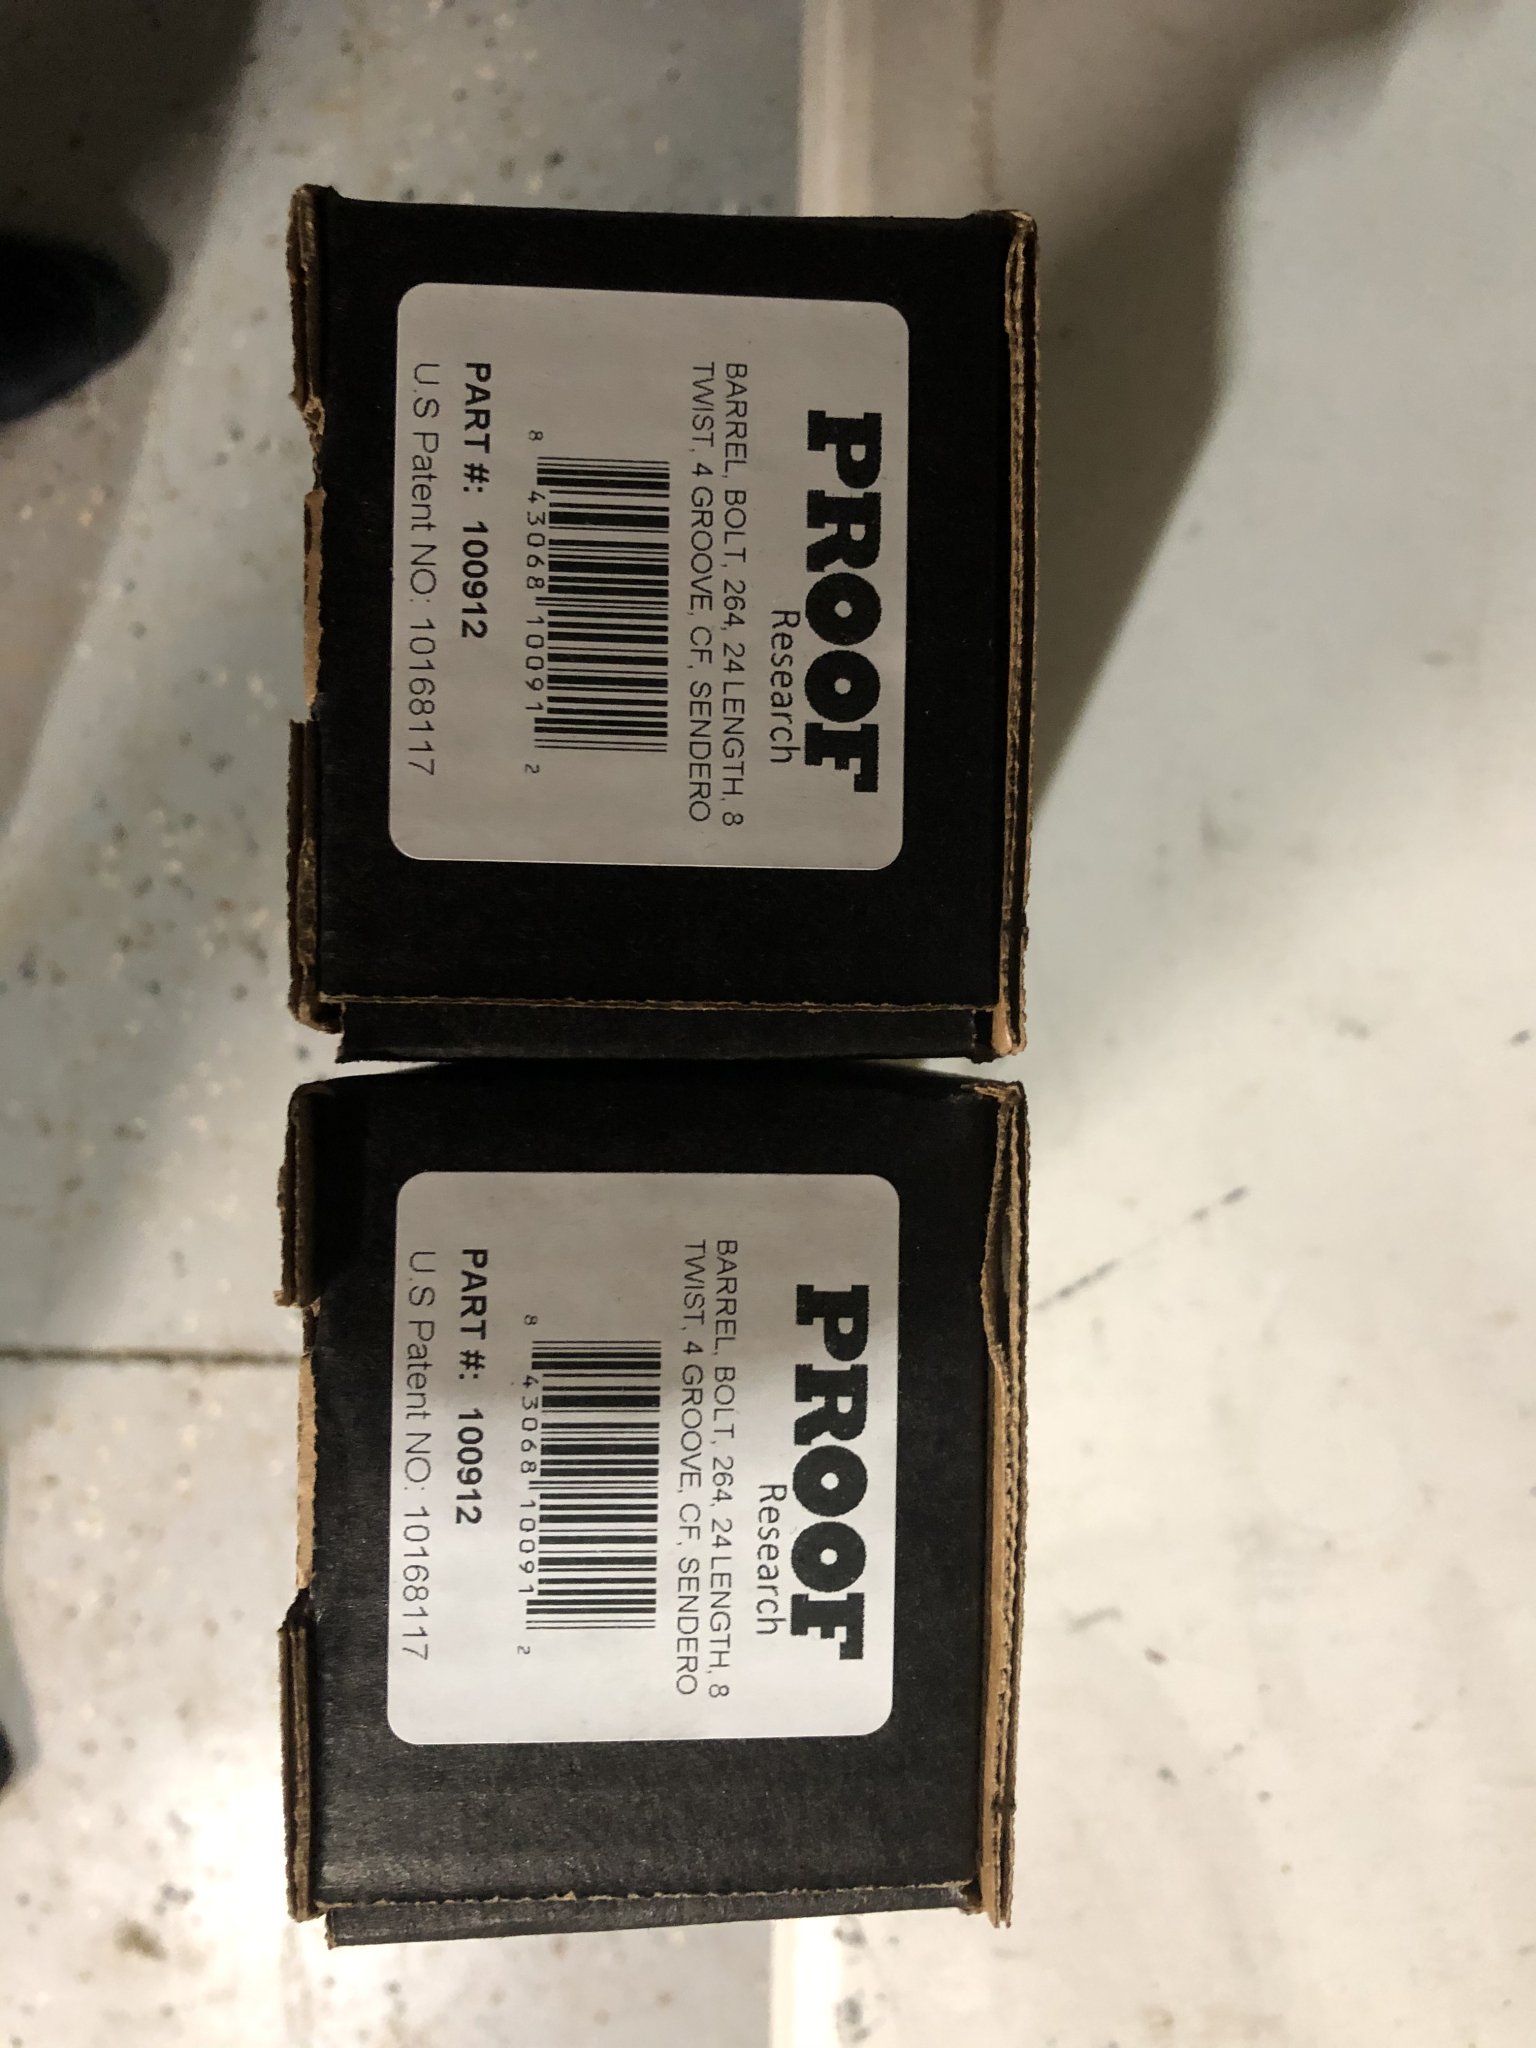 PROOF
Research
BARREL, BOLT, 264, 24 LENGTH, 8
TWIST, 4 GROOVE, CF, SENDERO
8 43068 10091 2
PART #: 100912
U.S Patent NO: 10168117
PROOF
Research
BARREL, BOLT, 264, 24 LENGTH, 8
TWIST, 4 GROOVE, CF, SENDERO
8 43068 10091 2
PART #: 100912
U.S Patent NO: 10168117